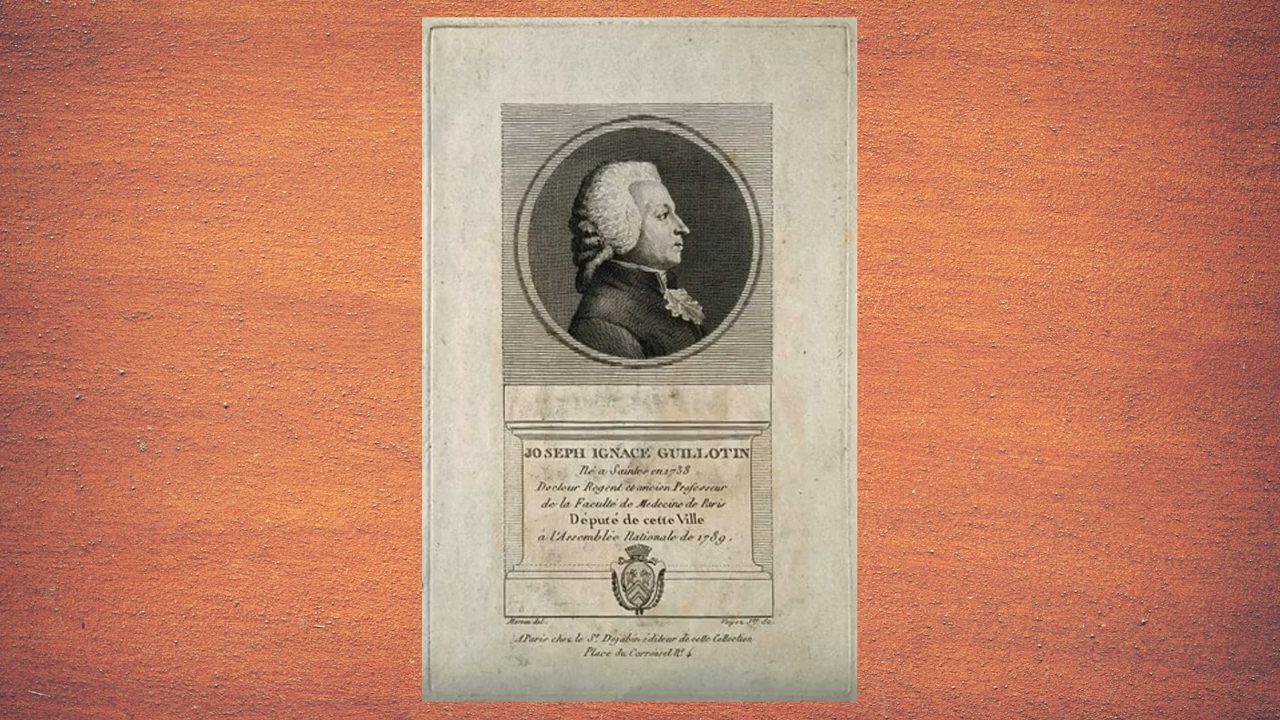 JOSEPH IGNACE GUILLOTIN
Né a Saintes en 1738
Docteur Regent et ancien Professeur
de la Faculté de Medecine de Paris
Député de cette Ville
à l'Assemblée Nationale de 1789.
del.
Voyez
A Paris chez le Sr. Dejabin éditeur de cette Collection
Place du Carrousel No. 4